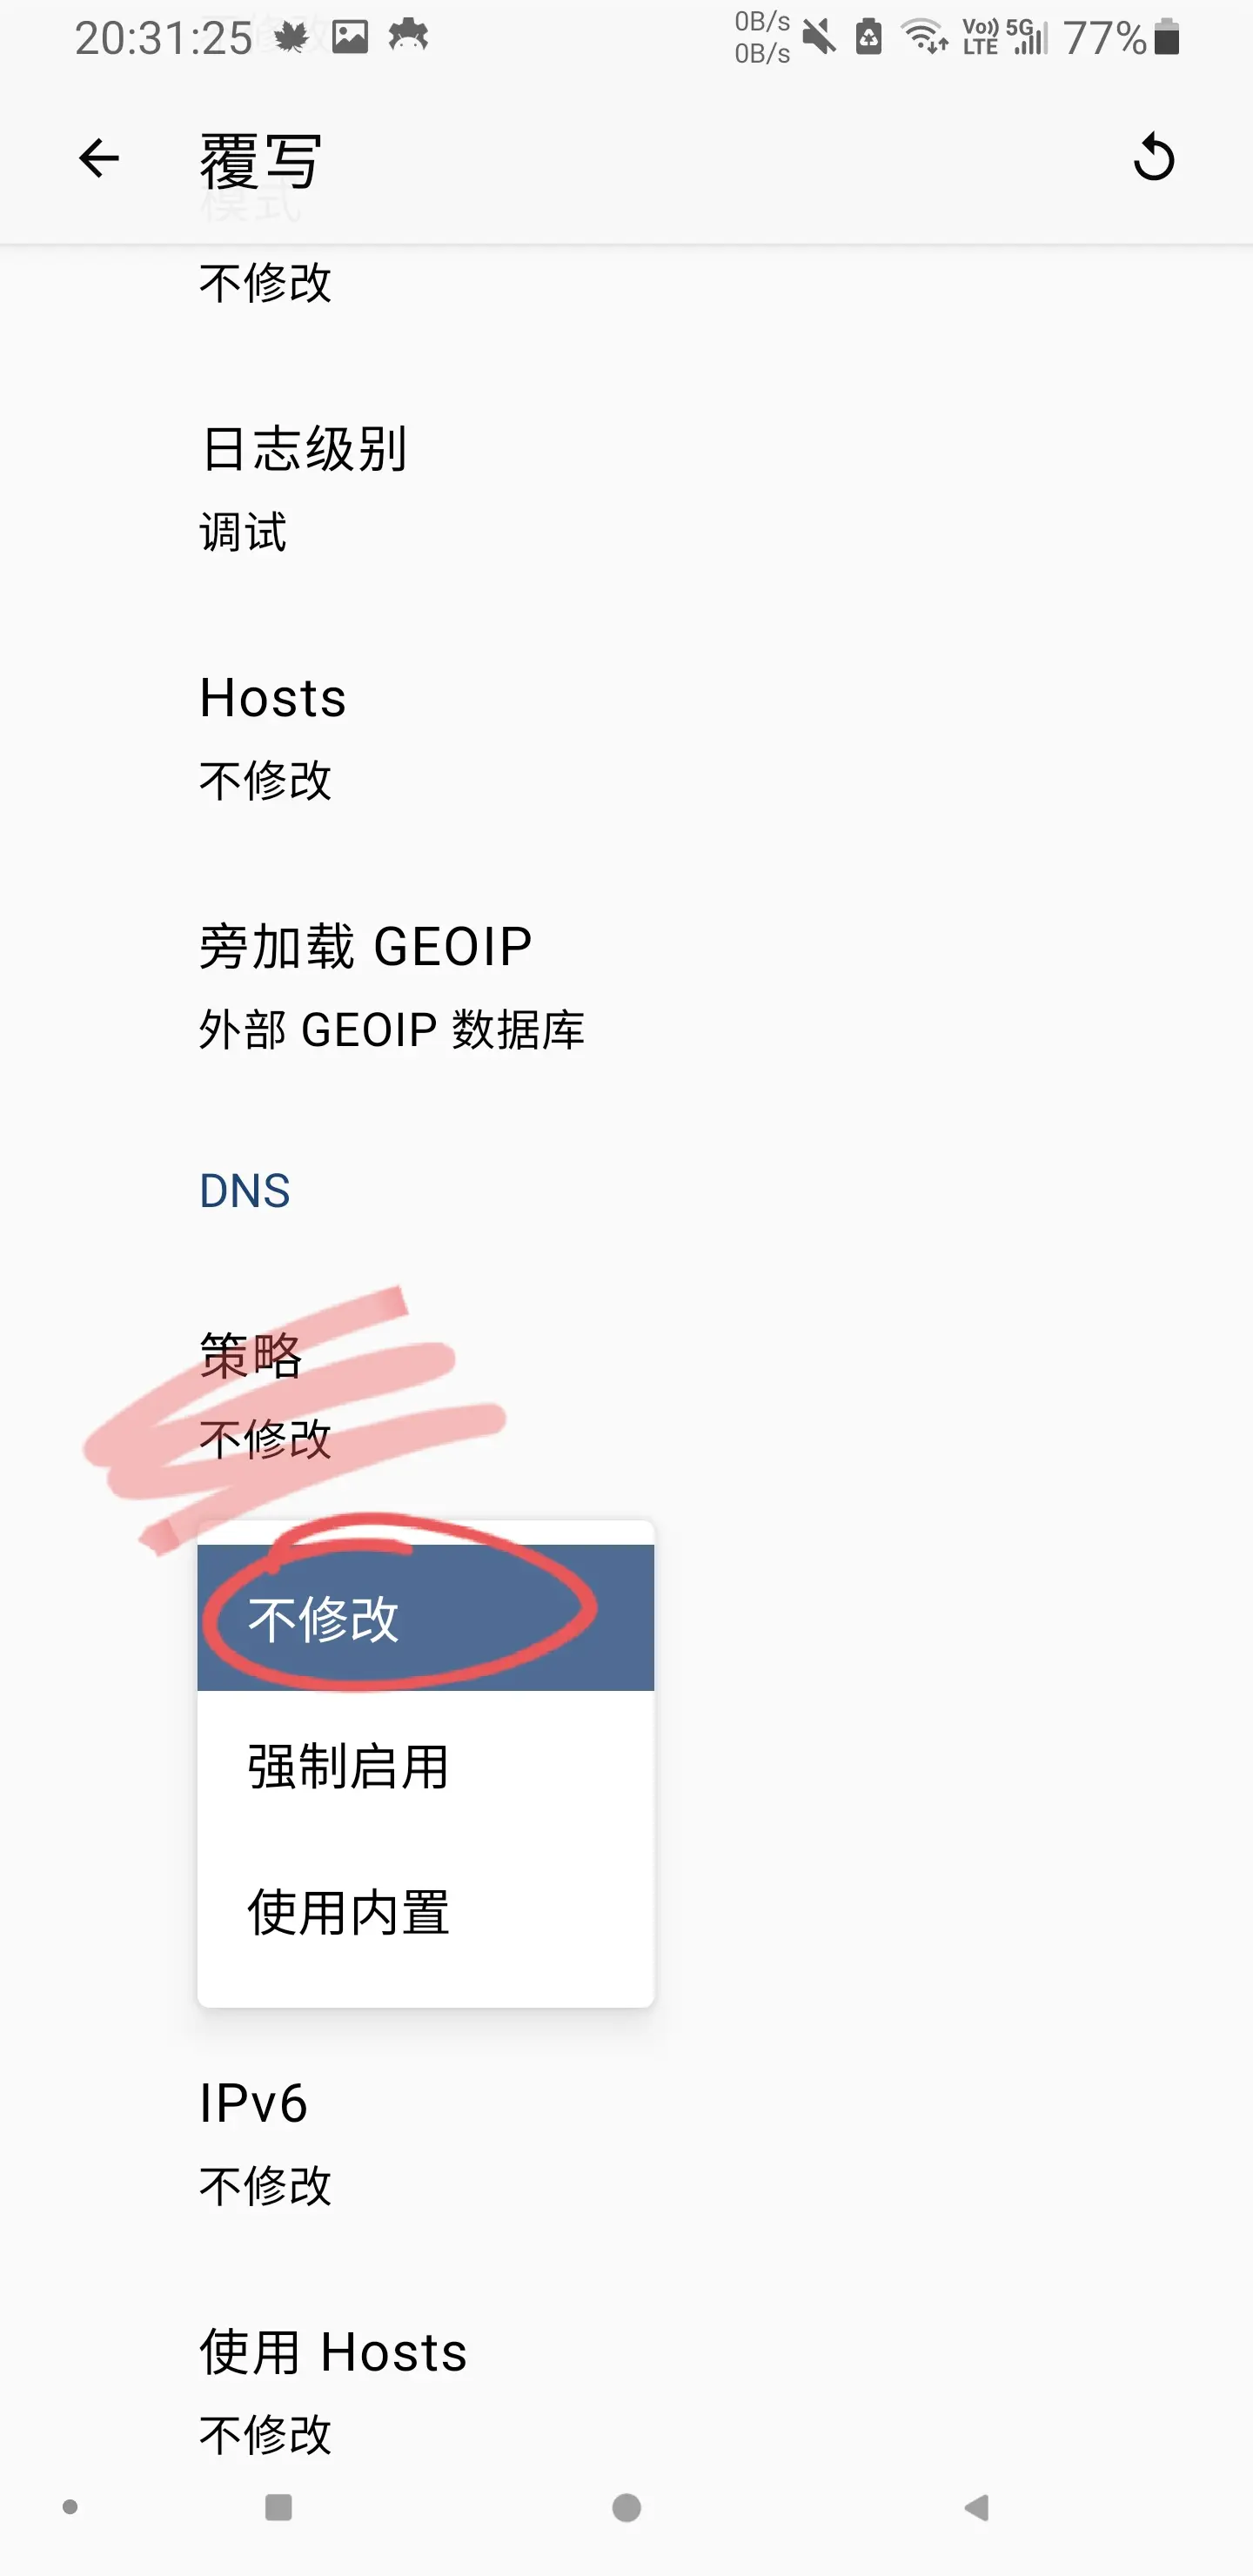 20:31:25
0B/s
0B/s
Vo)) 5G
LTE
77%
覆写
模式
不修改
日志级别
调试
Hosts
不修改
旁加载 GEOIP
外部 GEOIP 数据库
DNS
策略
不修改
不修改
强制启用
使用内置
IPv6
不修改
使用 Hosts
不修改